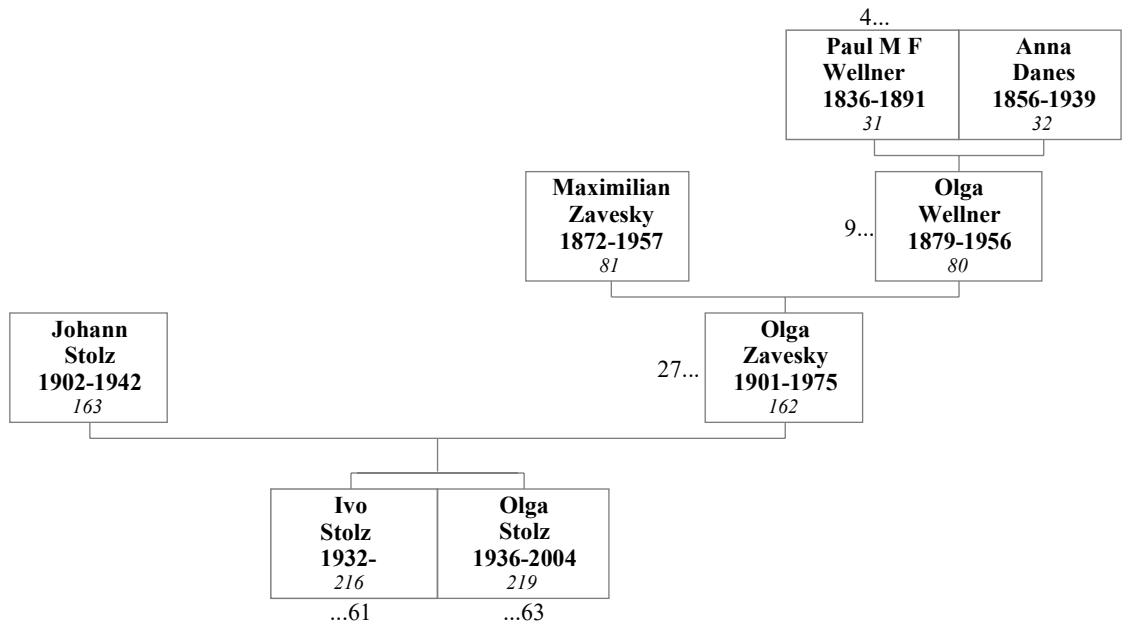 4...
Paul M F
Wellner
1836-1891
31
Anna
Danes
1856-1939
32
Maximilian
Zavesky
1872-1957
81
9...
Olga
Wellner
1879-1956
80
Johann
Stolz
1902-1942
163
27...
Olga
Zavesky
1901-1975
162
Ivo
Stolz
1932-
216
...61
Olga
Stolz
1936-2004
219
...63